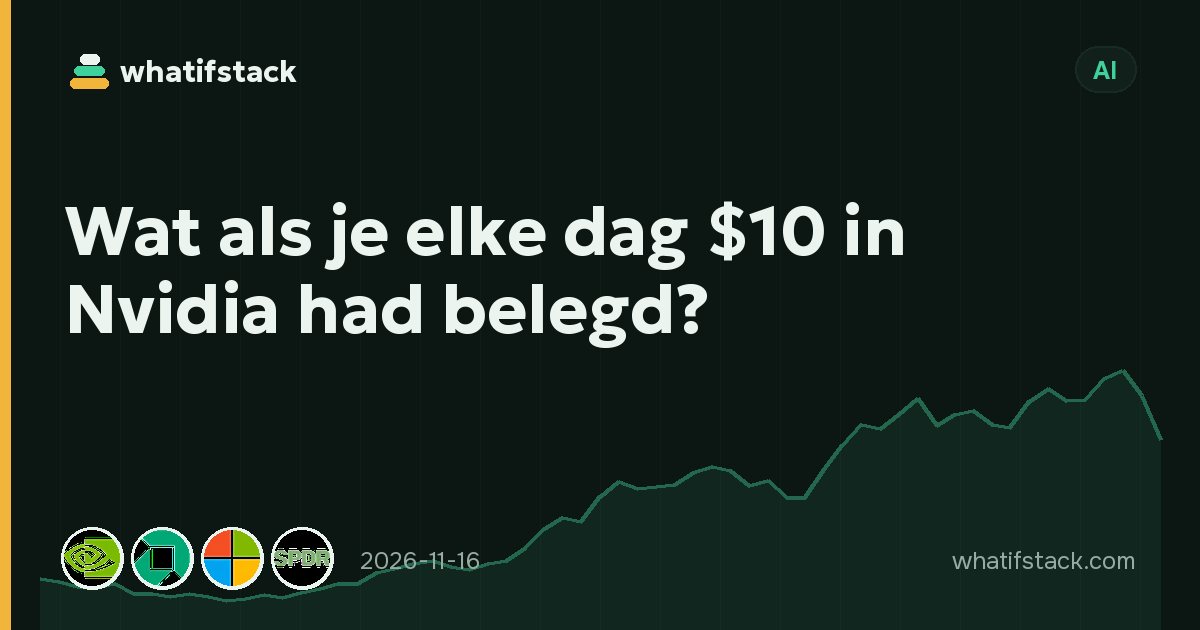 whatifstack
AI
Wat als je elke dag $10 in
Nvidia had belegd?
SPDR
2026-11-16
whatifstack.com